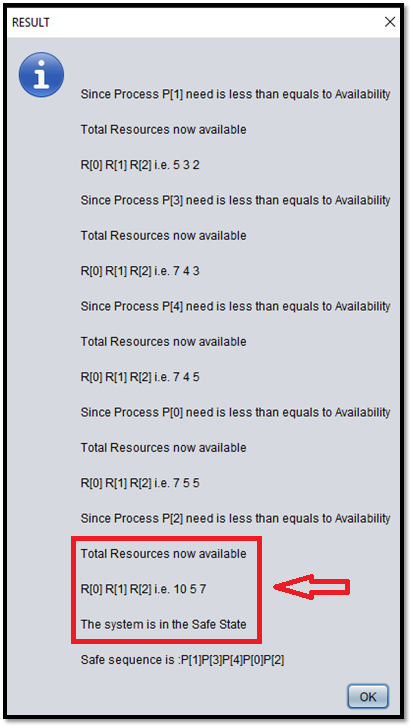 RESULT
Since Process P[1] need is less than equals to Availability
Total Resources now available
R[0] R[1] R[2] i.e. 5 3 2
Since Process P[3] need is less than equals to Availability
Total Resources now available
R[0] R[1] R[2] i.e. 7 4 3
Since Process P[4] need is less than equals to Availability
Total Resources now available
R[0] R[1] R[2] i.e. 7 4 5
Since Process P[0] need is less than equals to Availability
Total Resources now available
R[0] R[1] R[2] i.e. 7 5 5
Since Process P[2] need is less than equals to Availability
Total Resources now available
R[0] R[1] R[2] i.e. 10 5 7
The system is in the Safe State
Safe sequence is :P[1]P[3]P[4]P[0]P[2]
OK